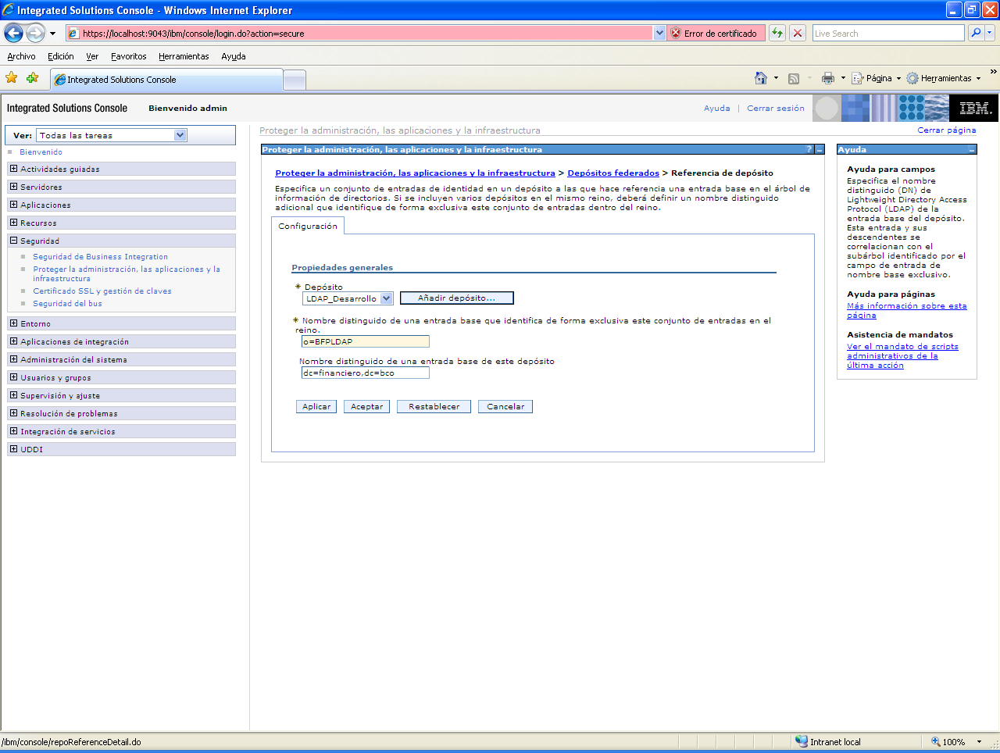 Integrated Solutions Console - Windows Internet Explorer
https://localhost:9043/ibm/console/login.do?action=secure
Error de certificado
Live Search
Archivo Edición Ver Favoritos Herramientas Ayuda
Integrated Solutions Console
Página Herramientas »
Integrated Solutions Console Bienvenido admin
Ayuda | Cerrar sesión
IBM.
Ver: Todas las tareas
Bienvenido
Actividades guiadas
Servidores
Aplicaciones
Recursos
Seguridad
Seguridad de Business Integration
Proteger la administración, las aplicaciones y la
infraestructura
Certificado SSL y gestión de claves
Seguridad del bus
Entorno
Aplicaciones de integración
Administración del sistema
Usuarios y grupos
Supervisión y ajuste
Resolución de problemas
Integración de servicios
UDDI
Proteger la administración, las aplicaciones y la infraestructura
Cerrar página
Proteger la administración, las aplicaciones y la infraestructura ? –
Proteger la administración, las aplicaciones y la infraestructura > Depósitos federados > Referencia de depósito
Especifica un conjunto de entradas de identidad en un depósito a las que hace referencia una entrada base en el árbol de
información de directorios. Si se incluyen varios depósitos en el mismo reino, deberá definir un nombre distinguido
adicional que identifique de forma exclusiva este conjunto de entradas dentro del reino.
Configuración
Propiedades generales
* Depósito
LDAP_Desarrollo Añadir depósito...
* Nombre distinguido de una entrada base que identifica de forma exclusiva este conjunto de entradas en el
reino.
o=BFPLDAP
Nombre distinguido de una entrada base de este depósito
dc=financiero,dc=bco
Aplicar Aceptar Restablecer Cancelar
Ayuda –
Ayuda para campos
Especifica el nombre
distinguido (DN) de
Lightweight Directory Access
Protocol (LDAP) de la
entrada base del depósito.
Esta entrada y sus
descendentes se
correlacionan con el
subárbol identificado por el
campo de entrada de
nombre base exclusivo.
Ayuda para páginas
Más información sobre esta
página
Asistencia de mandatos
Ver el mandato de scripts
administrativos de la
última acción
/ibm/console/repoReferenceDetail.do
Intranet local
100%